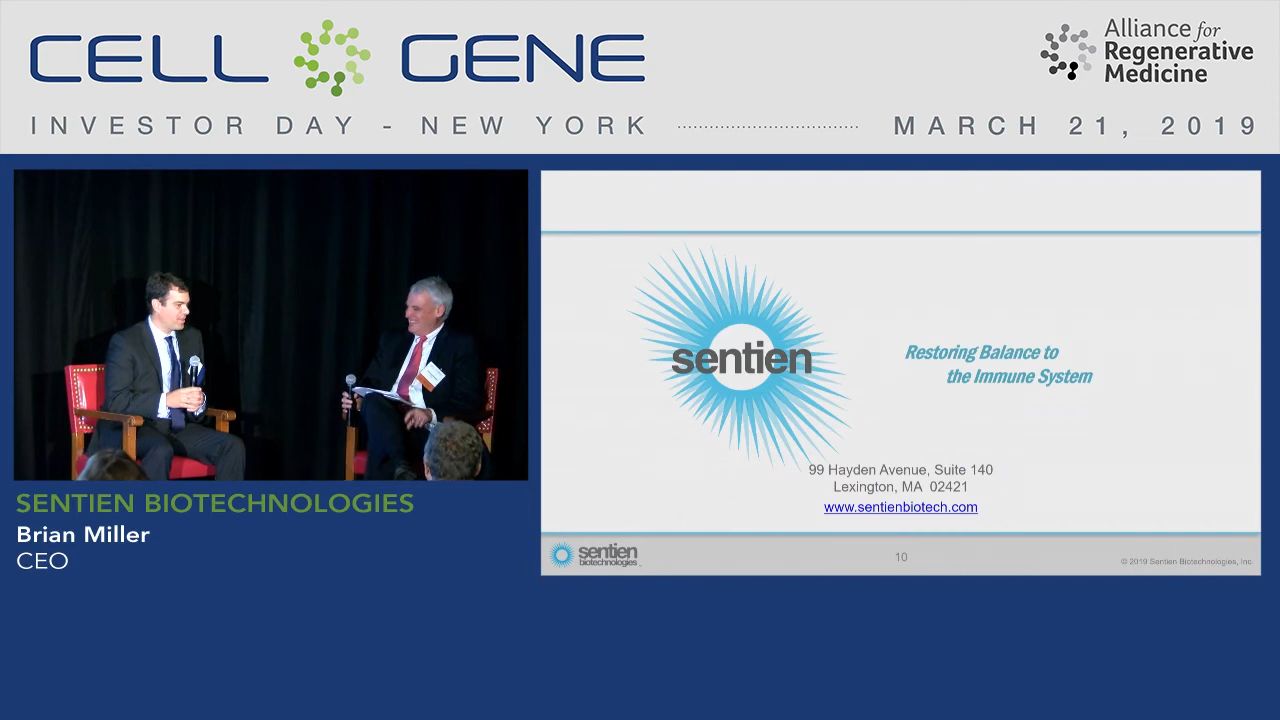 CELL GENE
Alliance for
Regenerative
Medicine
INVESTOR DAY - NEW YORK
MARCH 21, 2019
sentien
Restoring Balance to
the Immune System
99 Hayden Avenue, Suite 140
Lexington, MA 02421
www.sentienbiotech.com
sentien
biotechnologies
10
© 2019 Sentien Biotechnologies, Inc.
SENTIEN BIOTECHNOLOGIES
Brian Miller
CEO